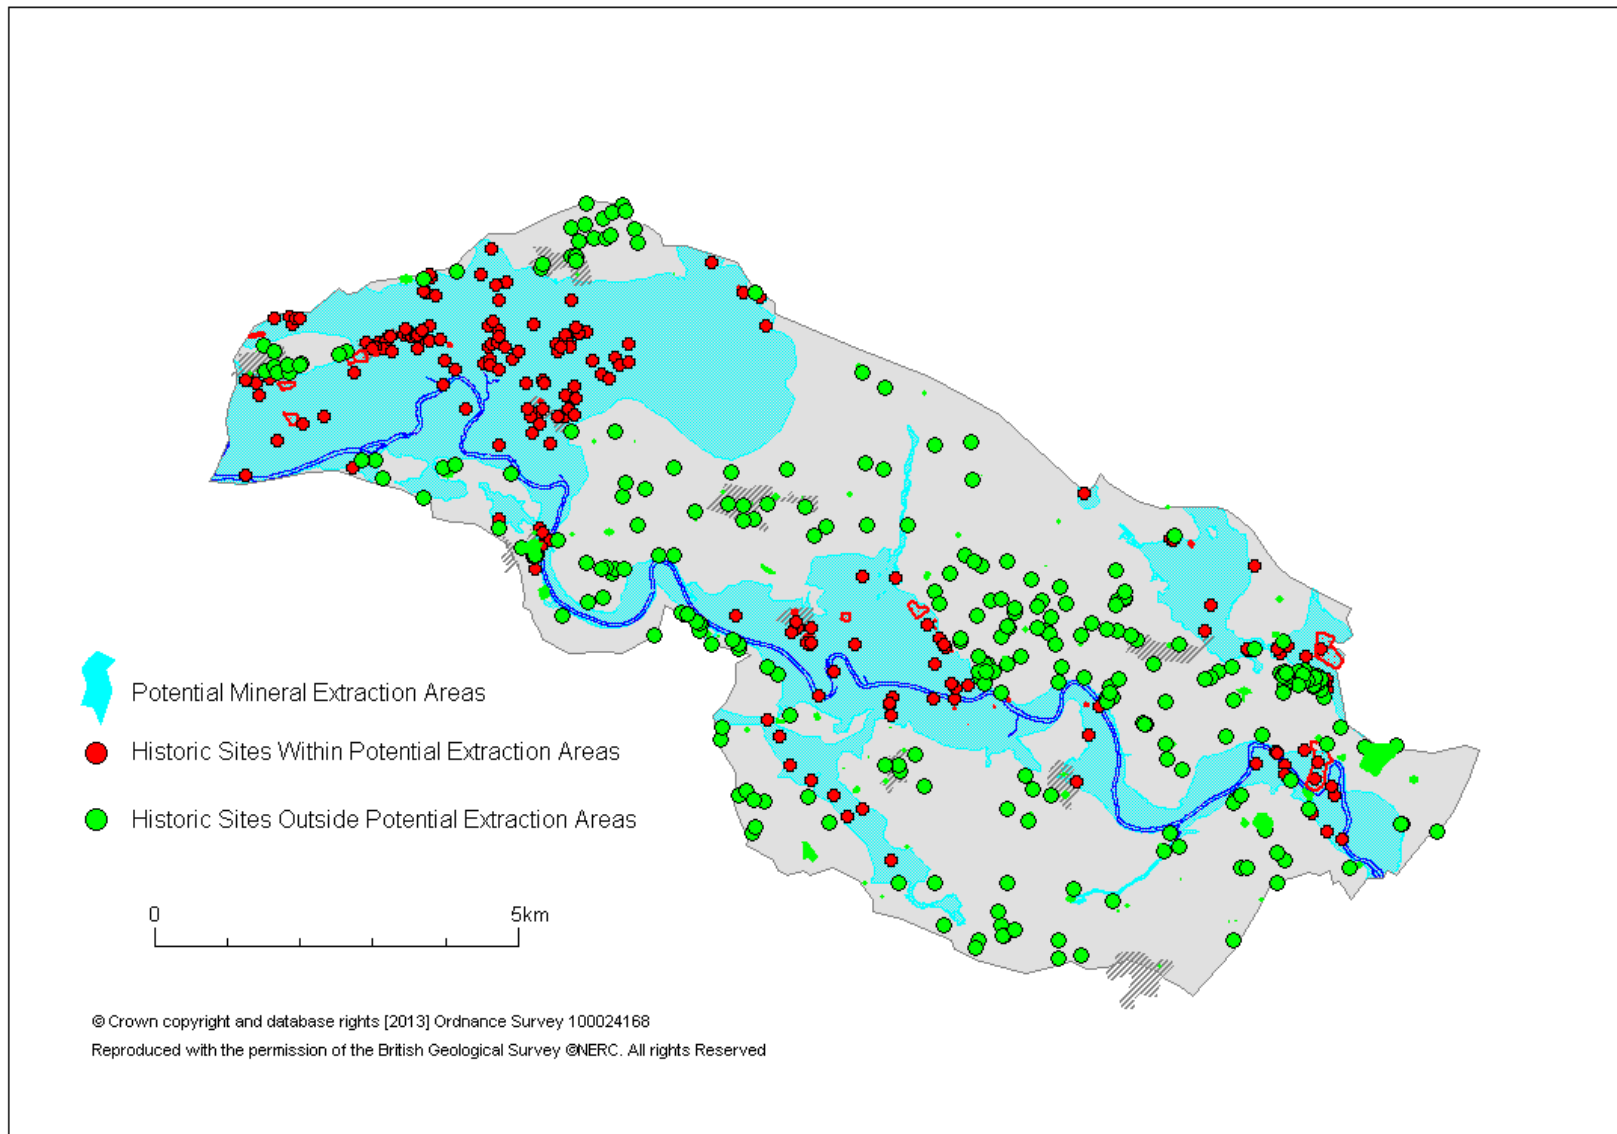 Potential Mineral Extraction Areas
Historic Sites Within Potential Extraction Areas
Historic Sites Outside Potential Extraction Areas
0 5km
© Crown copyright and database rights [2013] Ordnance Survey 100024168
Reproduced with the permission of the British Geological Survey ©NERC. All rights Reserved